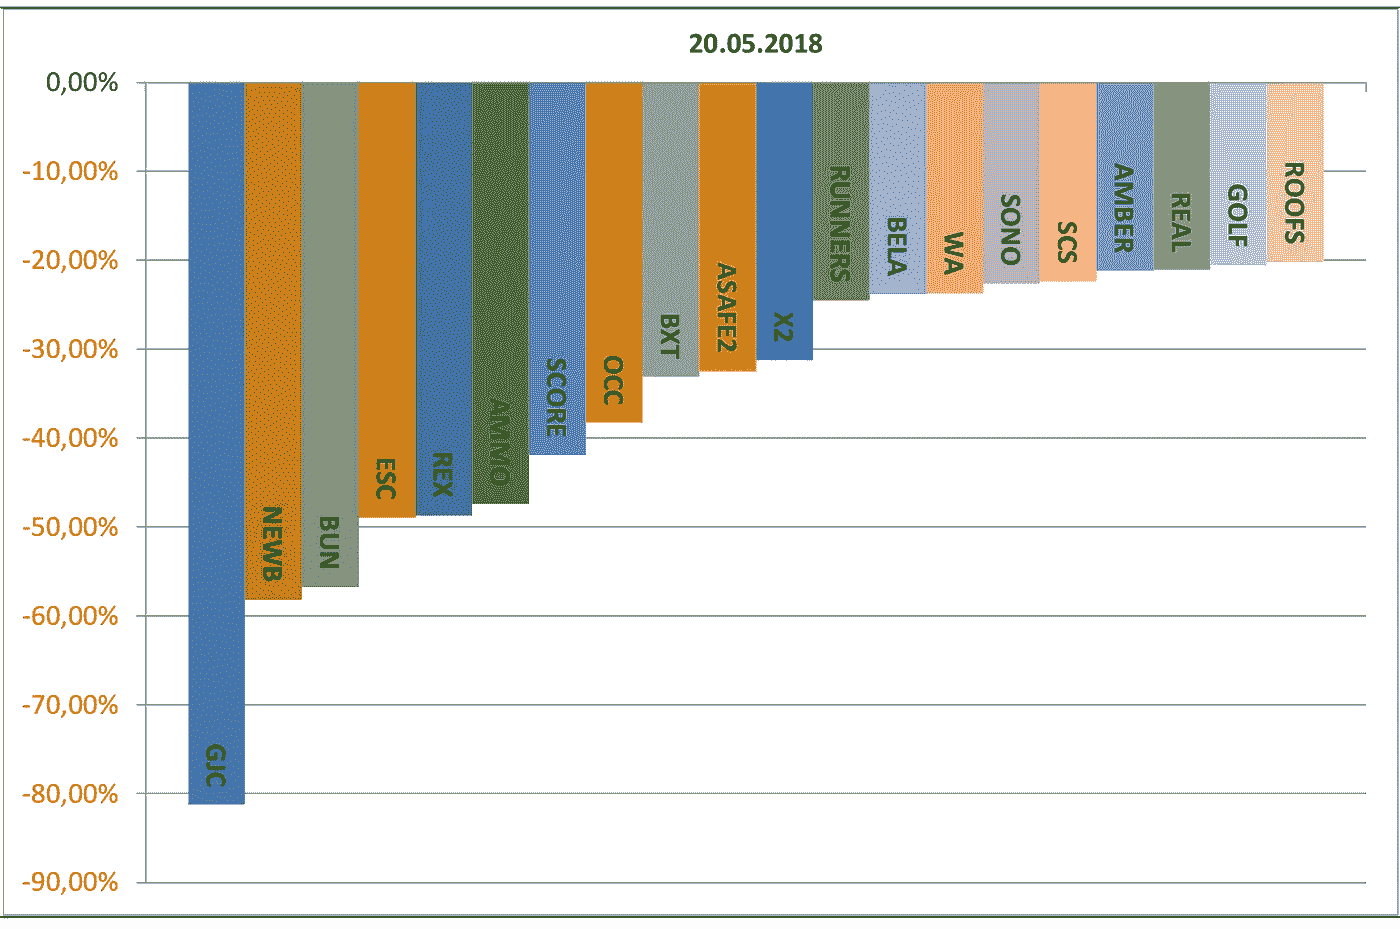 20.05.2018
0,00%
-10,00%
-20,00%
-30,00%
-40,00%
-50,00%
-60,00%
-70,00%
-80,00%
-90,00%
GJC
NEWB
BUN
ESC
REX
AMMO
SCORE
OCC
BXT
ASAFE2
X2
RUNNERS
BELA
WA
SONO
SCS
AMBER
REAL
GOLF
ROOFS